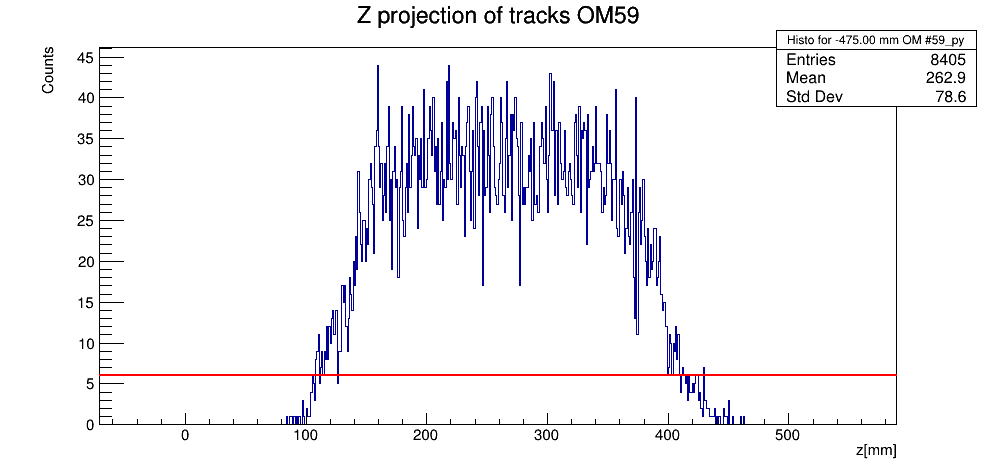 Z projection of tracks OM59
Histo for -475.00 mm OM #59_py
Entries 8405
Mean 262.9
Std Dev 78.6
Counts
45
40
35
30
25
20
15
10
5
0
0 100 200 300 400 500
z[mm]